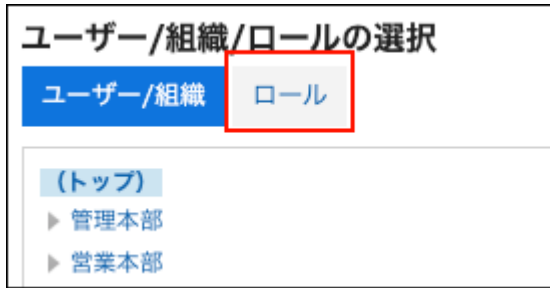 ユーザー/組織/ロールの選択
ユーザー/組織 ロール
(トップ)
管理本部
営業本部